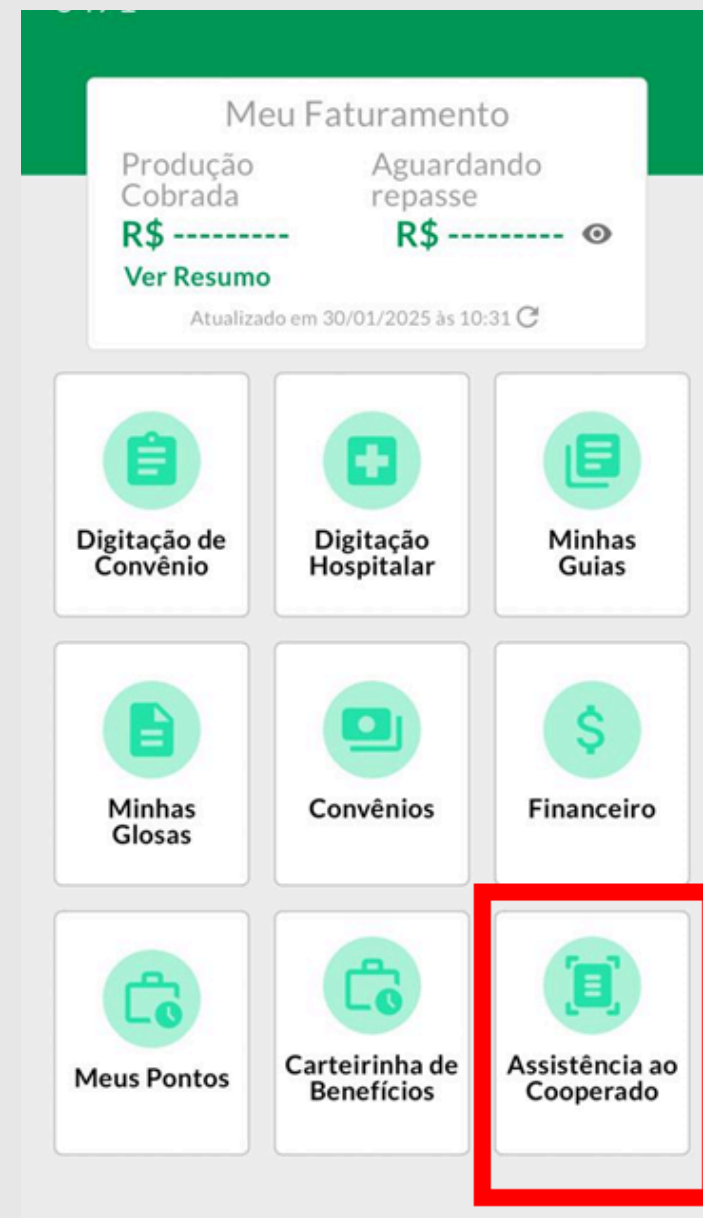 Meu Faturamento
Produção Aguardando
Cobrada repasse
R$ --------- R$ ---------
Ver Resumo
Atualizado em 30/01/2025 às 10:31
Digitação de Convênio
Digitação Hospitalar
Minhas Guias
Minhas Glosas
Convênios
Financeiro
Meus Pontos
Carteirinha de Benefícios
Assistência ao Cooperado